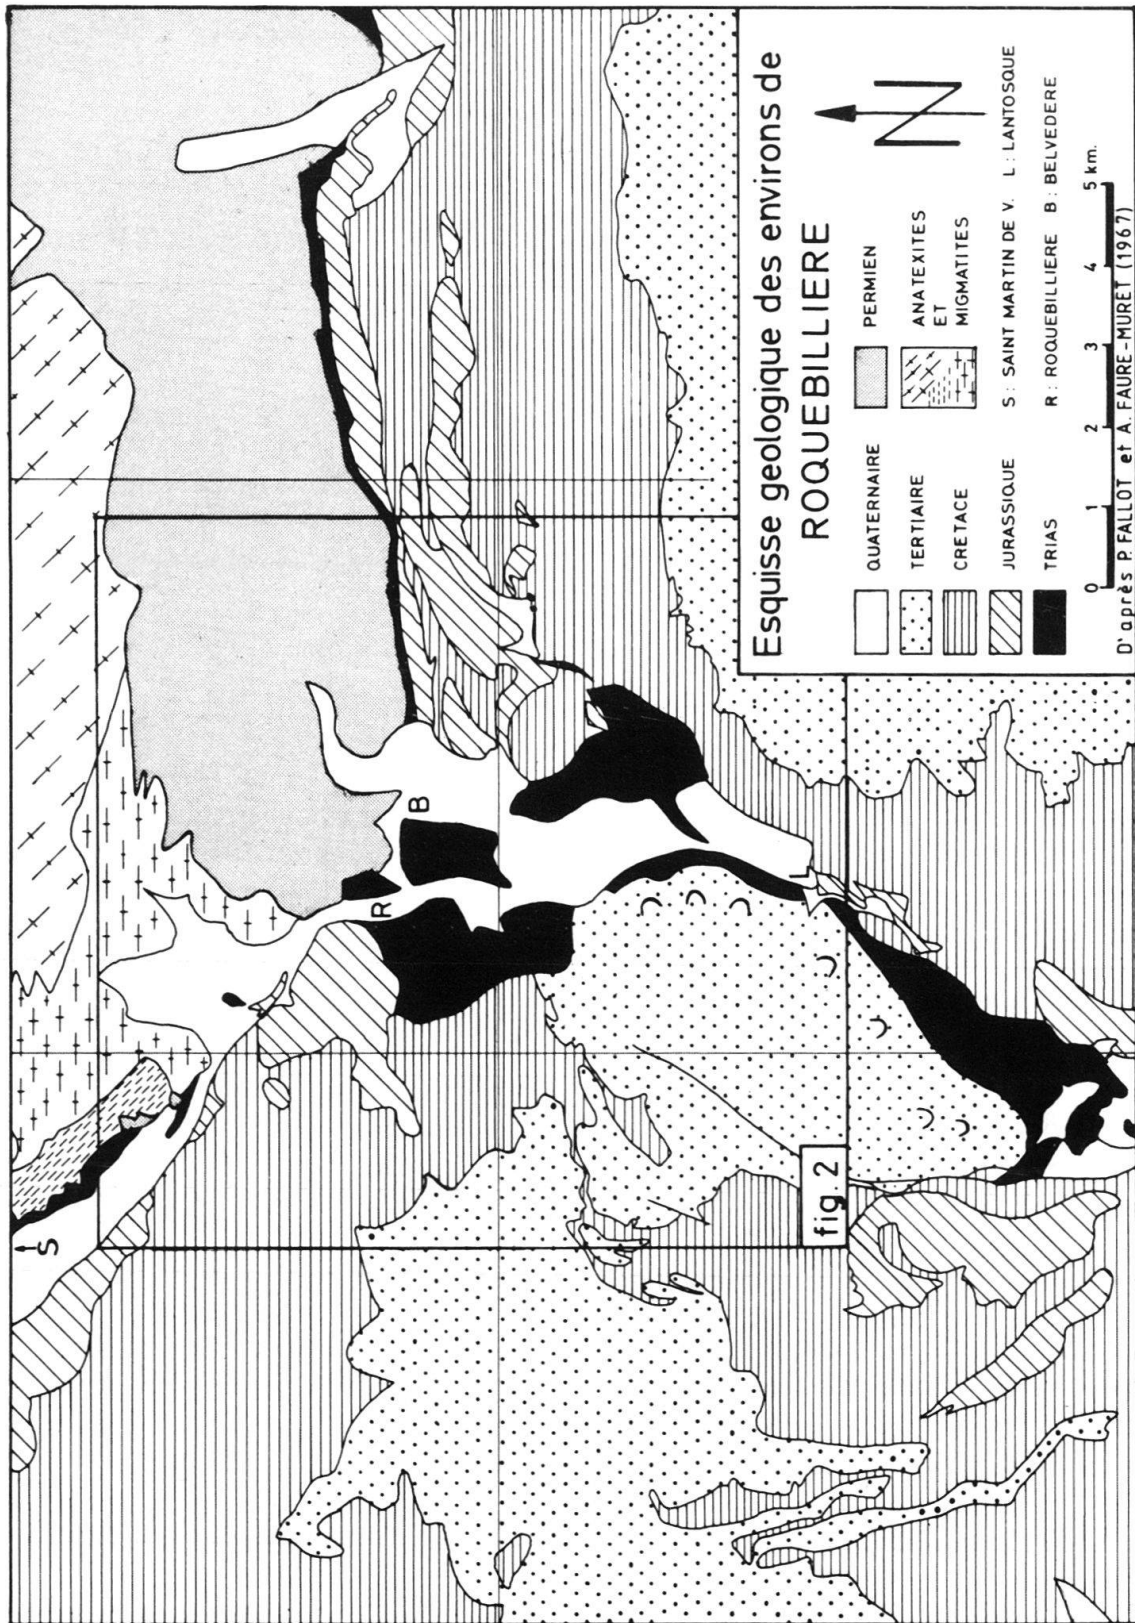 S
R
B
L
fig. 2
Esquisse geologique des environs de
ROQUEBILLIERE
QUATERNAIRE
TERTIAIRE
CRETACE
JURASSIQUE
TRIAS
PERMIEN
ANATEXITES
ET
MIGMATITES
N
S : SAINT MARTIN DE V. L : LANTOSQUE
R : ROQUEBILLIERE B : BELVEDERE
0 1 2 3 4 5 km.
D'après P. FALLOT et A. FAURE-MURET (1967)